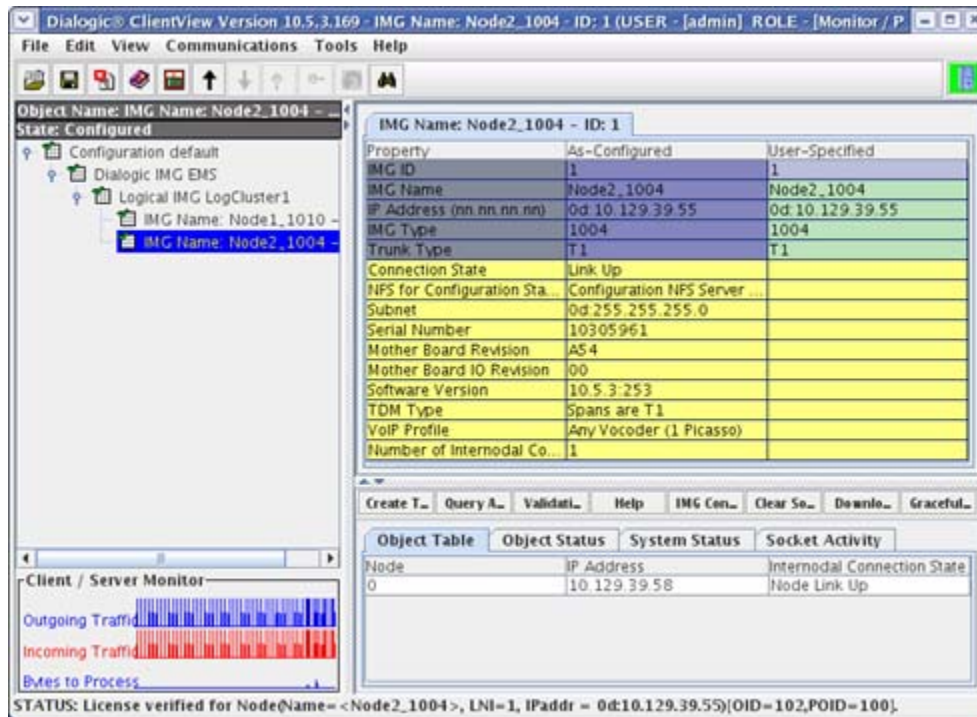 Dialogic® ClientView Version 10.5.3.169 - IMG Name: Node2_1004 - ID: 1 (USER - [admin] ROLE - [Monitor / P
File Edit View Communications Tools Help
Object Name: IMG Name: Node2_1004 - ...
State: Configured
Configuration default
Dialogic IMG EMS
Logical IMG LogCluster1
IMG Name: Node1_1010 -
IMG Name: Node2_1004 -
IMG Name: Node2_1004 - ID: 1
Property As-Configured User-Specified
IMG ID 1 1
IMG Name Node2_1004 Node2_1004
IP Address (nn.nn.nn.nn) 0d:10.129.39.55 0d:10.129.39.55
IMG Type 1004 1004
Trunk Type T1 T1
Connection State Link Up
NFS for Configuration Sta... Configuration NFS Server ...
Subnet 0d:255.255.255.0
Serial Number 10305961
Mother Board Revision A54
Mother Board IO Revision 00
Software Version 10.5.3:253
TDM Type Spans are T1
VoIP Profile Any Vocoder (1 Picasso)
Number of Internodal Co... 1
Create T... Query A... Validati... Help IMG Con... Clear So... Downlo... Graceful...
Object Table Object Status System Status Socket Activity
Node IP Address Internodal Connection State
0 10.129.39.58 Node Link Up
Client / Server Monitor
Outgoing Traffic
Incoming Traffic
Bytes to Process
STATUS: License verified for Node(Name=<Node2_1004>, LNI=1, IPaddr = 0d:10.129.39.55)[OID=102,POID=100].